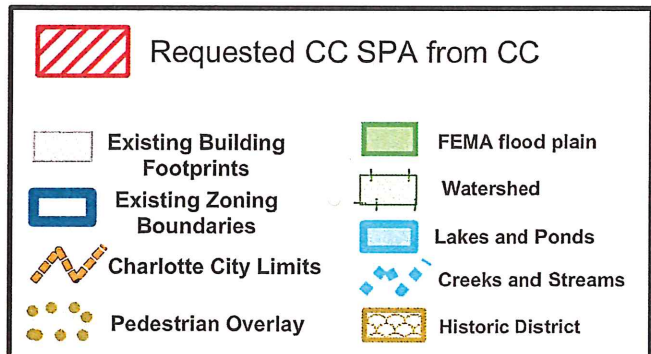 Requested CC SPA from CC
Existing Building
Footprints
Existing Zoning
Boundaries
Charlotte City Limits
Pedestrian Overlay
FEMA flood plain
Watershed
Lakes and Ponds
Creeks and Streams
Historic District